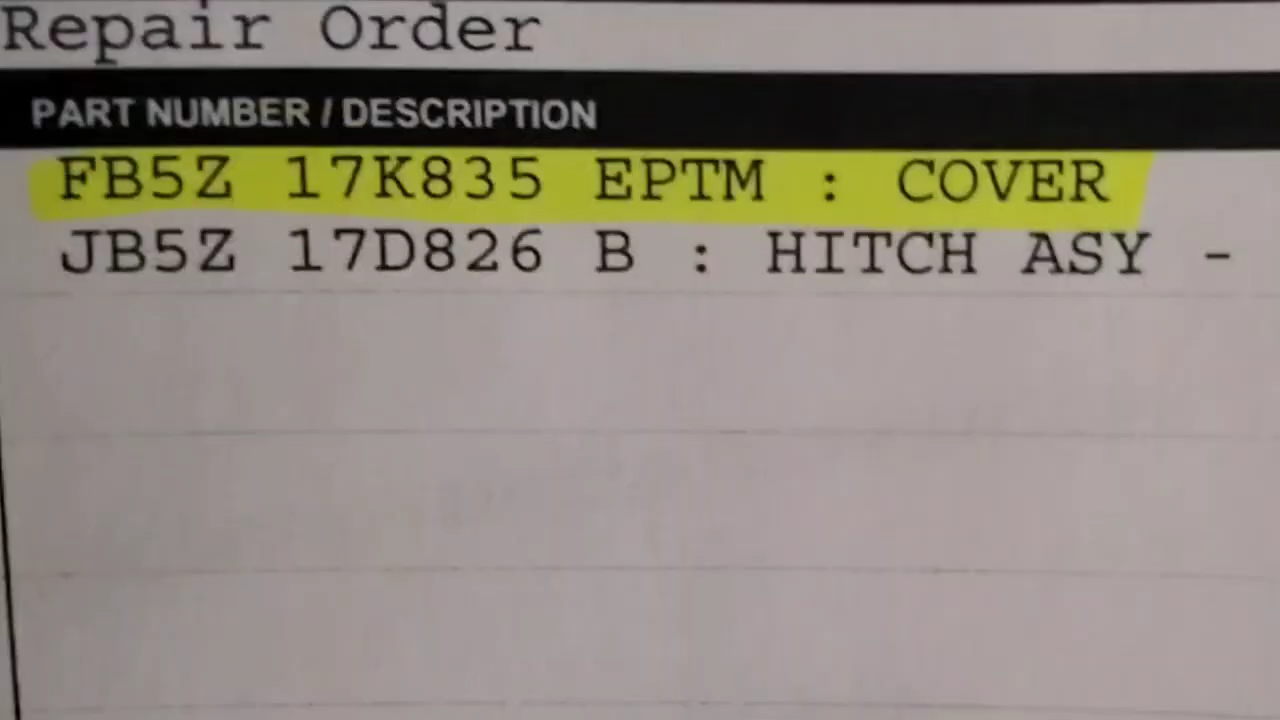 Repair Order
PART NUMBER / DESCRIPTION
FB5Z 17K835 EPTM : COVER
JB5Z 17D826 B : HITCH ASY -